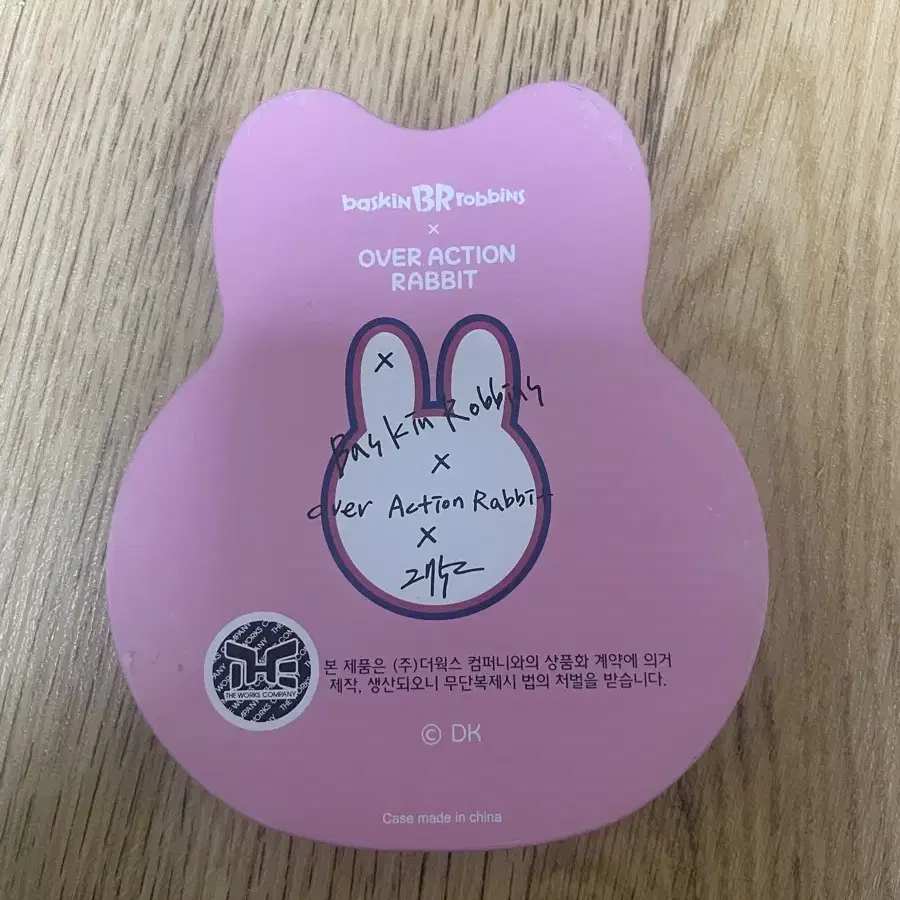 baskin BR robbins
×
OVER ACTION
RABBIT
×
Baskin Robbins
×
over Action Rabbit
×
본 제품은 (주)더웍스 컴퍼니와의 상품화 계약에 의거
제작, 생산되오니 무단복제시 법의 처벌을 받습니다.
THE WORKS COMPANY
© DK
Case made in china